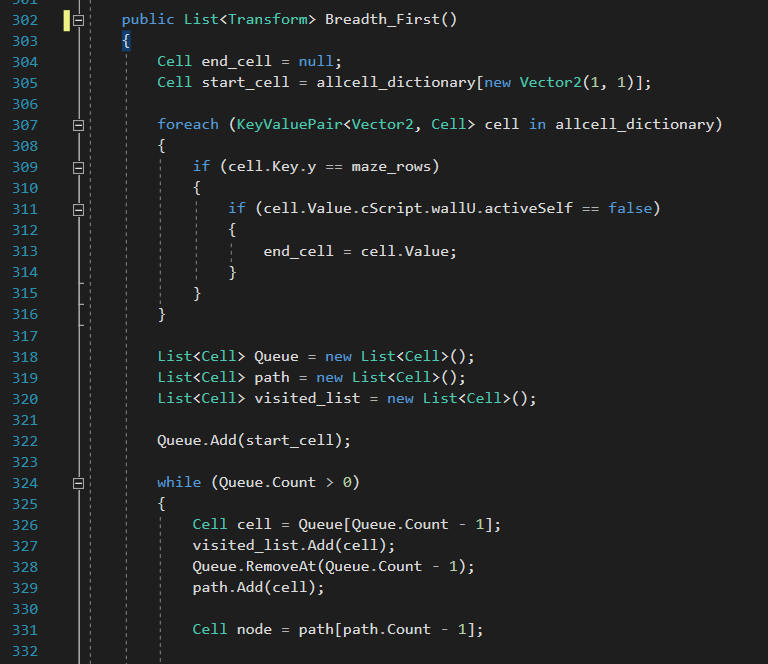 301
302 public List<Transform> Breadth_First()
303 {
304 Cell end_cell = null;
305 Cell start_cell = allcell_dictionary[new Vector2(1, 1)];
306
307 foreach (KeyValuePair<Vector2, Cell> cell in allcell_dictionary)
308 {
309 if (cell.Key.y == maze_rows)
310 {
311 if (cell.Value.cScript.wallU.activeSelf == false)
312 {
313 end_cell = cell.Value;
314 }
315 }
316 }
317
318 List<Cell> Queue = new List<Cell>();
319 List<Cell> path = new List<Cell>();
320 List<Cell> visited_list = new List<Cell>();
321
322 Queue.Add(start_cell);
323
324 while (Queue.Count > 0)
325 {
326 Cell cell = Queue[Queue.Count - 1];
327 visited_list.Add(cell);
328 Queue.RemoveAt(Queue.Count - 1);
329 path.Add(cell);
330
331 Cell node = path[path.Count - 1];
332